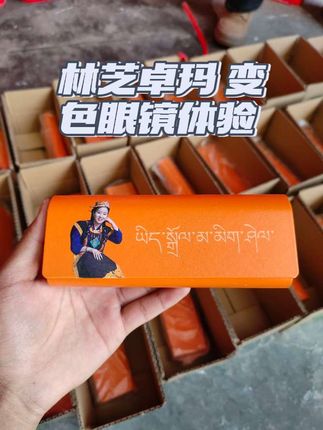 林芝卓玛 变
色眼镜体验
ཡིད་སྒྲོལ་མ་མིག་ཤེལ་